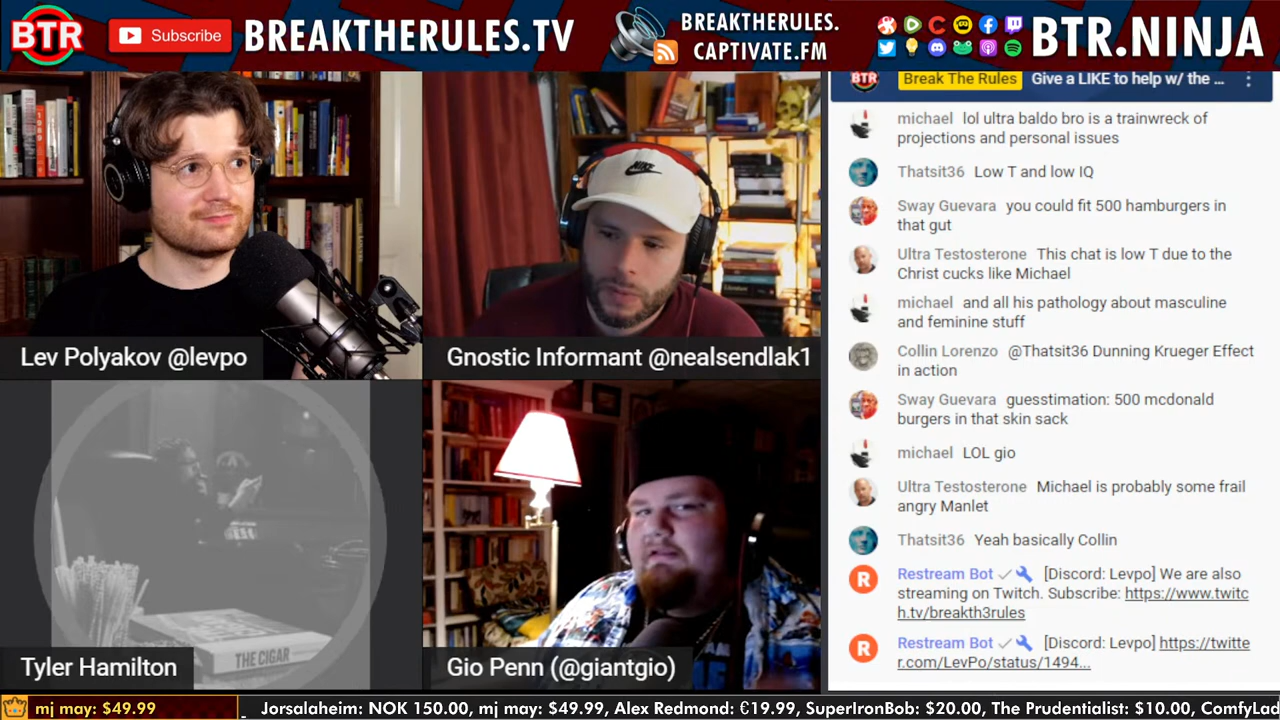 BTR
Subscribe
BREAKTHERULES.TV
BREAKTHERULES.
CAPTIVATE.FM
BTR.NINJA
Lev Polyakov @levpo
Gnostic Informant @nealsendlak1
Tyler Hamilton
THE CIGAR
Gio Penn (@giantgio)
BTR
Break The Rules Give a LIKE to help w/ the ...
michael lol ultra baldo bro is a trainwreck of
projections and personal issues
Thatsit36 Low T and low IQ
Sway Guevara you could fit 500 hamburgers in
that gut
Ultra Testosterone This chat is low T due to the
Christ cucks like Michael
michael and all his pathology about masculine
and feminine stuff
Collin Lorenzo @Thatsit36 Dunning Krueger Effect
in action
Sway Guevara guesstimation: 500 mcdonald
burgers in that skin sack
michael LOL gio
Ultra Testosterone Michael is probably some frail
angry Manlet
Thatsit36 Yeah basically Collin
Restream Bot [Discord: Levpo] We are also
streaming on Twitch. Subscribe: https://www.twitc
h.tv/breakth3rules
Restream Bot [Discord: Levpo] https://twitte
r.com/LevPo/status/1494...
mj may: $49.99
Jorsalaheim: NOK 150.00, mj may: $49.99, Alex Redmond: €19.99, SuperIronBob: $20.00, The Prudentialist: $10.00, ComfyLad